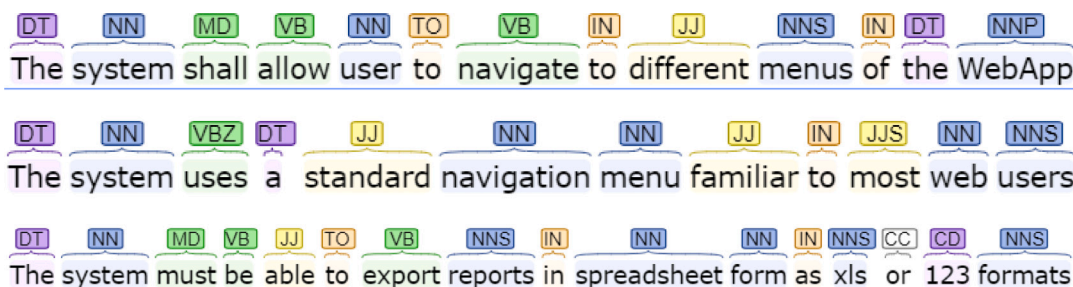 DT NN MD VB NN TO VB IN JJ NNS IN DT NNP
The system shall allow user to navigate to different menus of the WebApp
DT NN VBZ DT JJ NN NN JJ IN JJS NN NNS
The system uses a standard navigation menu familiar to most web users
DT NN MD VB JJ TO VB NNS IN NN NN IN NNS CC CD NNS
The system must be able to export reports in spreadsheet form as xls or 123 formats